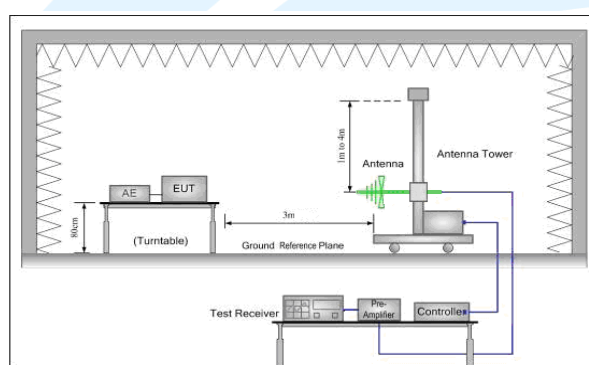 1m to 4m
Antenna
Antenna Tower
AE
EUT
80cm
(Turntable)
3m
Ground Reference Plane
Test Receiver
Pre-
Amplifier
Controller